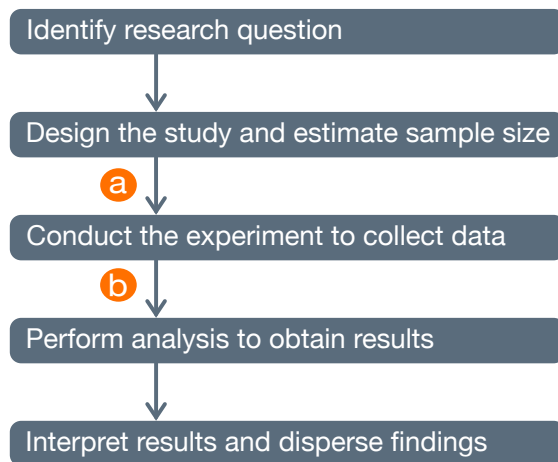 Identify research question
Design the study and estimate sample size
a
Conduct the experiment to collect data
b
Perform analysis to obtain results
Interpret results and disperse findings